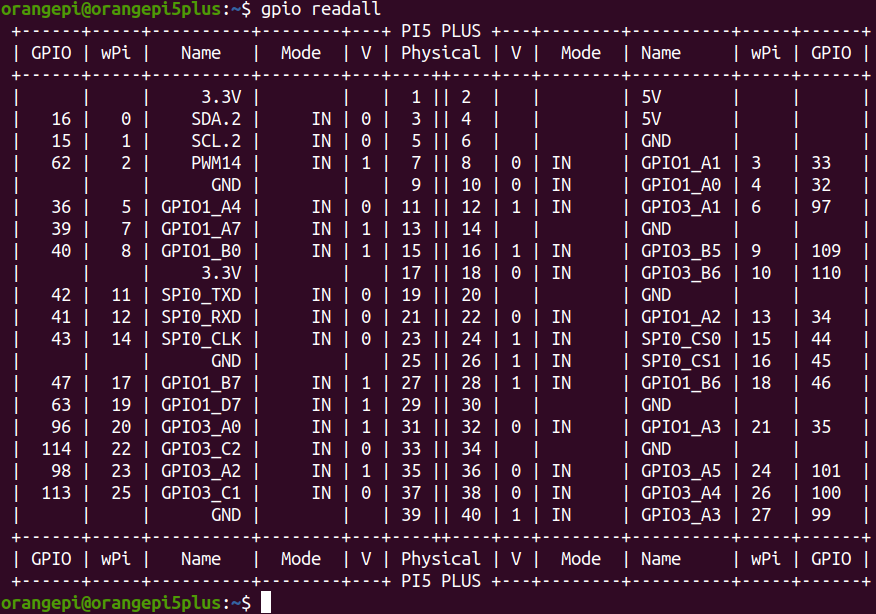 orangepi@orangepi5plus:~$ gpio readall
+------+-----+----------+--------+---+ PI5 PLUS +---+--------+----------+-----+------+
| GPIO | wPi |   Name   |  Mode  | V | Physical | V |  Mode  | Name     | wPi | GPIO |
+------+-----+----------+--------+---+----++----+---+--------+----------+-----+------+
|      |     |     3.3V |        |   |  1 || 2  |   |        | 5V       |     |      |
|   16 |   0 |    SDA.2 |     IN | 0 |  3 || 4  |   |        | 5V       |     |      |
|   15 |   1 |    SCL.2 |     IN | 0 |  5 || 6  |   |        | GND      |     |      |
|   62 |   2 |    PWM14 |     IN | 1 |  7 || 8  | 0 | IN     | GPIO1_A1 | 3   | 33   |
|      |     |      GND |        |   |  9 || 10 | 0 | IN     | GPIO1_A0 | 4   | 32   |
|   36 |   5 | GPIO1_A4 |     IN | 0 | 11 || 12 | 1 | IN     | GPIO3_A1 | 6   | 97   |
|   39 |   7 | GPIO1_A7 |     IN | 1 | 13 || 14 |   |        | GND      |     |      |
|   40 |   8 | GPIO1_B0 |     IN | 1 | 15 || 16 | 1 | IN     | GPIO3_B5 | 9   | 109  |
|      |     |     3.3V |        |   | 17 || 18 | 0 | IN     | GPIO3_B6 | 10  | 110  |
|   42 |  11 | SPI0_TXD |     IN | 0 | 19 || 20 |   |        | GND      |     |      |
|   41 |  12 | SPI0_RXD |     IN | 0 | 21 || 22 | 0 | IN     | GPIO1_A2 | 13  | 34   |
|   43 |  14 | SPI0_CLK |     IN | 0 | 23 || 24 | 1 | IN     | SPI0_CS0 | 15  | 44   |
|      |     |      GND |        |   | 25 || 26 | 1 | IN     | SPI0_CS1 | 16  | 45   |
|   47 |  17 | GPIO1_B7 |     IN | 1 | 27 || 28 | 1 | IN     | GPIO1_B6 | 18  | 46   |
|   63 |  19 | GPIO1_D7 |     IN | 1 | 29 || 30 |   |        | GND      |     |      |
|   96 |  20 | GPIO3_A0 |     IN | 1 | 31 || 32 | 0 | IN     | GPIO1_A3 | 21  | 35   |
|  114 |  22 | GPIO3_C2 |     IN | 0 | 33 || 34 |   |        | GND      |     |      |
|   98 |  23 | GPIO3_A2 |     IN | 1 | 35 || 36 | 0 | IN     | GPIO3_A5 | 24  | 101  |
|  113 |  25 | GPIO3_C1 |     IN | 0 | 37 || 38 | 0 | IN     | GPIO3_A4 | 26  | 100  |
|      |     |      GND |        |   | 39 || 40 | 1 | IN     | GPIO3_A3 | 27  | 99   |
+------+-----+----------+--------+---+----++----+---+--------+----------+-----+------+
| GPIO | wPi |   Name   |  Mode  | V | Physical | V |  Mode  | Name     | wPi | GPIO |
+------+-----+----------+--------+---+ PI5 PLUS +---+--------+----------+-----+------+
orangepi@orangepi5plus:~$